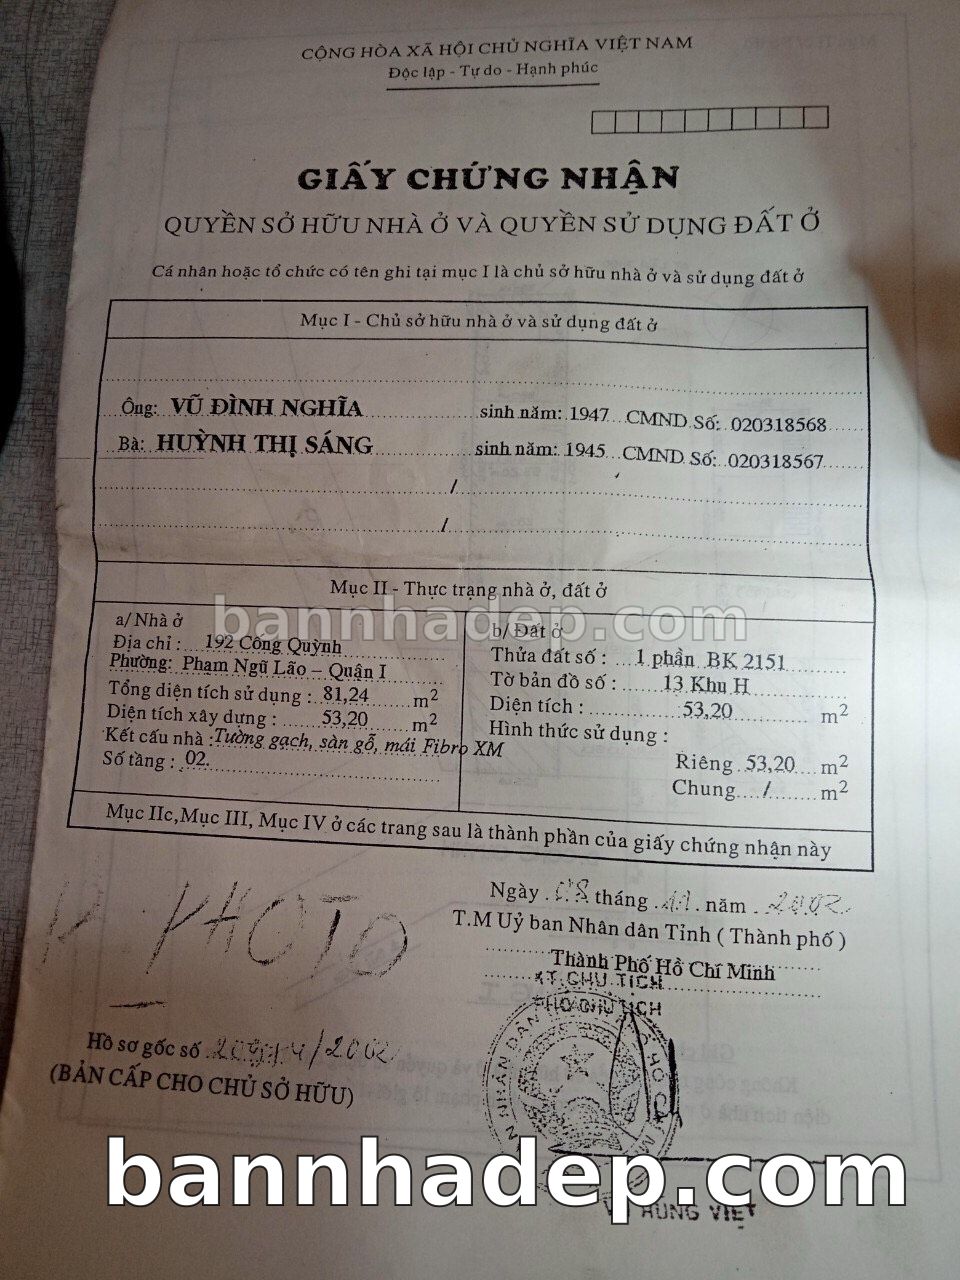 CỘNG HÒA XÃ HỘI CHỦ NGHĨA VIỆT NAM
Độc lập - Tự do - Hạnh phúc
GIẤY CHỨNG NHẬN
QUYỀN SỞ HỮU NHÀ Ở VÀ QUYỀN SỬ DỤNG ĐẤT Ở
Cá nhân hoặc tổ chức có tên ghi tại mục I là chủ sở hữu nhà ở và sử dụng đất ở
Mục I - Chủ sở hữu nhà ở và sử dụng đất ở
Ông: VŨ ĐÌNH NGHĨA sinh năm: 1947 CMND Số: 020318568
Bà: HUỲNH THỊ SÁNG sinh năm: 1945 CMND Số: 020318567
/
/
Mục II - Thực trạng nhà ở, đất ở
bannhadep.com
a/ Nhà ở
Địa chỉ : 192 Cống Quỳnh
Phường: Phạm Ngũ Lão – Quận I
Tổng diện tích sử dụng : 81,24 m2
Diện tích xây dựng : 53,20 m2
Kết cấu nhà : Tường gạch, sàn gỗ, mái Fibro XM
Số tầng : 02.
b/ Đất ở
Thửa đất số : 1 phần BK 2151
Tờ bản đồ số : 13 Khu H
Diện tích : 53,20 m2
Hình thức sử dụng :
Riêng 53,20 m2
Chung / m2
Mục IIc, Mục III, Mục IV ở các trang sau là thành phần của giấy chứng nhận này
Ngày 08 tháng 11 năm 2002
T.M Uỷ ban Nhân dân Tỉnh ( Thành phố )
Thành Phố Hồ Chí Minh
KT.CHỦ TỊCH
PHÓ CHỦ TỊCH
PHOTO
Hồ sơ gốc số /2002
(BẢN CẤP CHO CHỦ SỞ HỮU)
bannhadep.com
HÙNG VIỆT